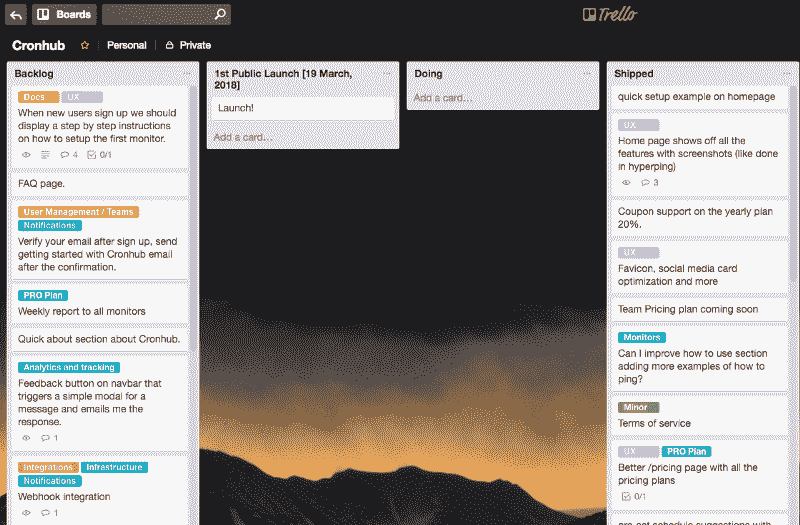 Boards
Trello
Cronhub
Personal
Private
Backlog
...
Docs
UX
When new users sign up we should
display a step by step instructions
on how to setup the first monitor.
4
0/1
FAQ page.
User Management / Teams
Notifications
Verify your email after sign up, send
getting started with Cronhub email
after the confirmation.
PRO Plan
Weekly report to all monitors
Quick about section about Cronhub.
Analytics and tracking
Feedback button on navbar that
triggers a simple modal for a
message and emails me the
response.
1
Integrations
Infrastructure
Notifications
Webhook integration
1
1st Public Launch [19 March,
2018]
...
Launch!
Add a card...
Doing
...
Add a card...
Shipped
...
quick setup example on homepage
UX
Home page shows off all the
features with screenshots (like done
in hyperping)
3
Coupon support on the yearly plan
20%.
UX
Favicon, social media card
optimization and more
Team Pricing plan coming soon
Monitors
Can I improve how to use section
adding more examples of how to
ping?
Minor
Terms of service
UX
PRO Plan
Better /pricing page with all the
pricing plans
0/1
schedule suggestions with